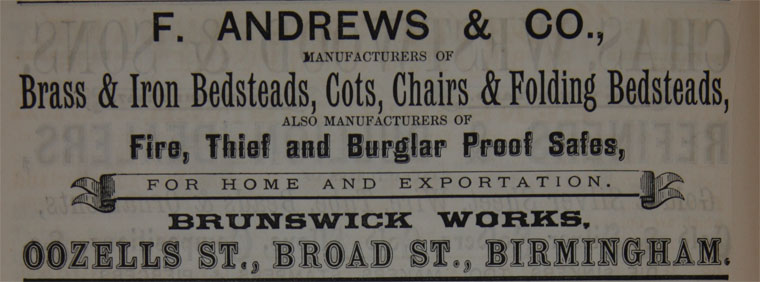 F. ANDREWS & CO.,
MANUFACTURERS OF
Brass & Iron Bedsteads, Cots, Chairs & Folding Bedsteads,
ALSO MANUFACTURERS OF
Fire, Thief and Burglar Proof Safes,
FOR HOME AND EXPORTATION.
BRUNSWICK WORKS,
OOZELLS ST., BROAD ST., BIRMINGHAM.